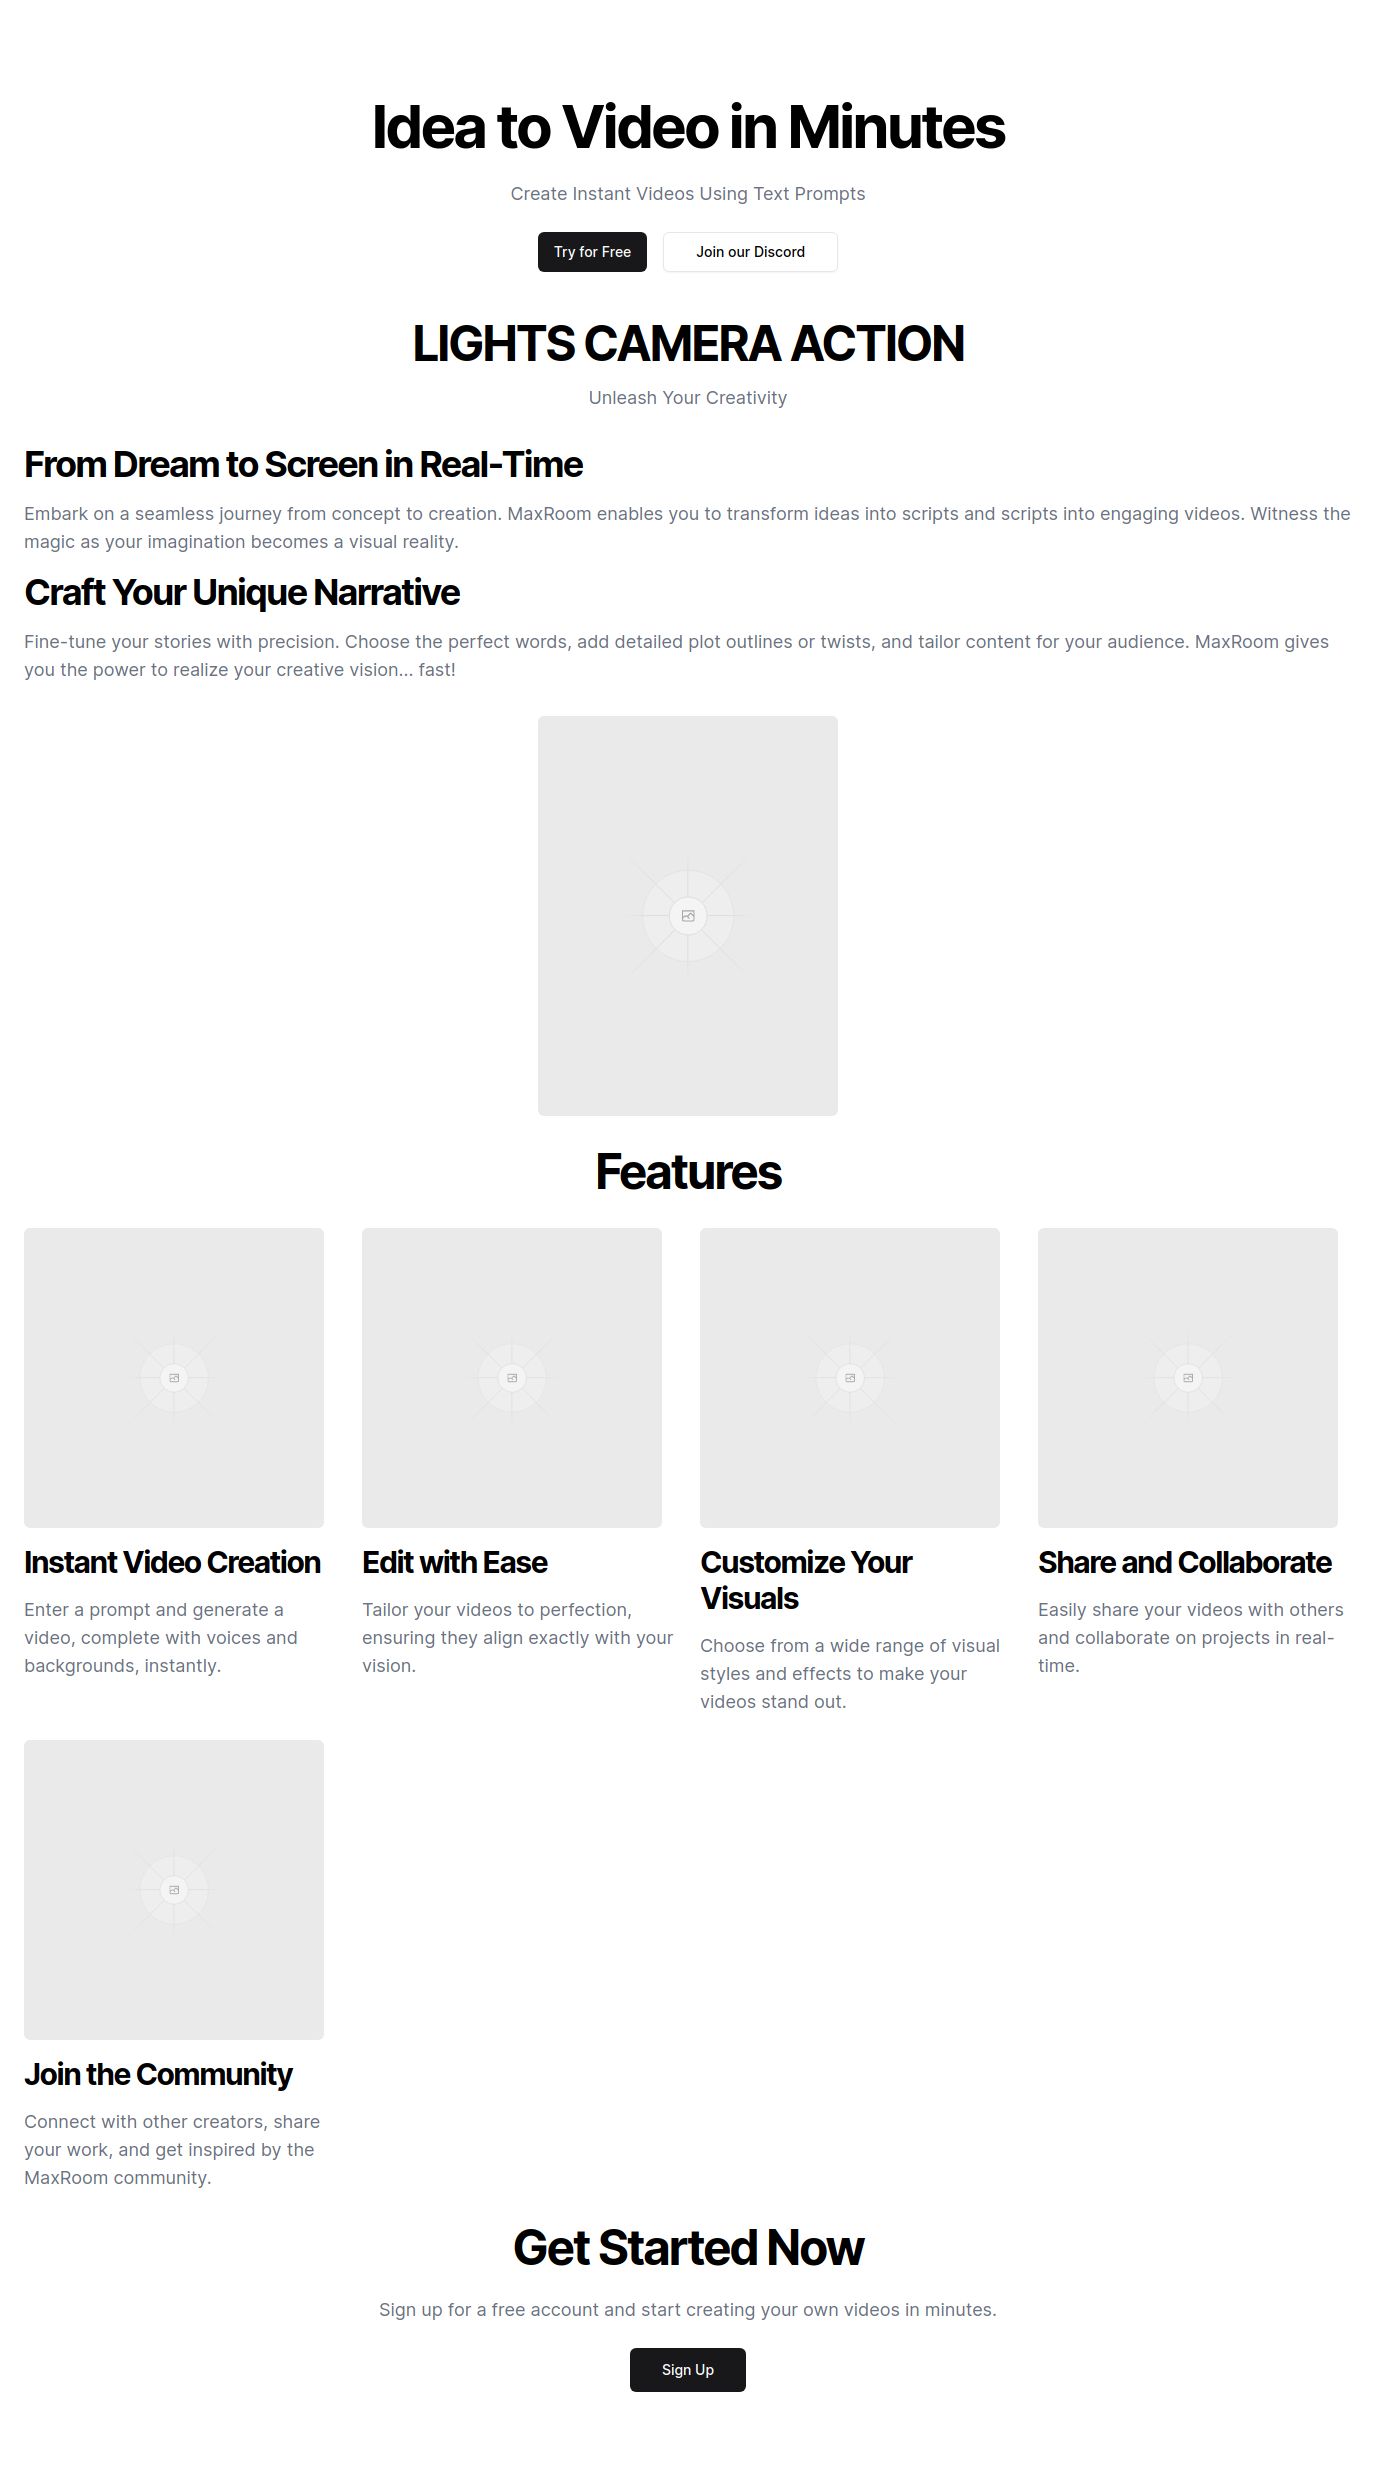 Idea to Video in Minutes
Create Instant Videos Using Text Prompts
Try for Free
Join our Discord
LIGHTS CAMERA ACTION
Unleash Your Creativity
From Dream to Screen in Real-Time
Embark on a seamless journey from concept to creation. MaxRoom enables you to transform ideas into scripts and scripts into engaging videos. Witness the
magic as your imagination becomes a visual reality.
Craft Your Unique Narrative
Fine-tune your stories with precision. Choose the perfect words, add detailed plot outlines or twists, and tailor content for your audience. MaxRoom gives
you the power to realize your creative vision... fast!
Features
Instant Video Creation
Enter a prompt and generate a
video, complete with voices and
backgrounds, instantly.
Edit with Ease
Tailor your videos to perfection,
ensuring they align exactly with your
vision.
Customize Your
Visuals
Choose from a wide range of visual
styles and effects to make your
videos stand out.
Share and Collaborate
Easily share your videos with others
and collaborate on projects in real-
time.
Join the Community
Connect with other creators, share
your work, and get inspired by the
MaxRoom community.
Get Started Now
Sign up for a free account and start creating your own videos in minutes.
Sign Up